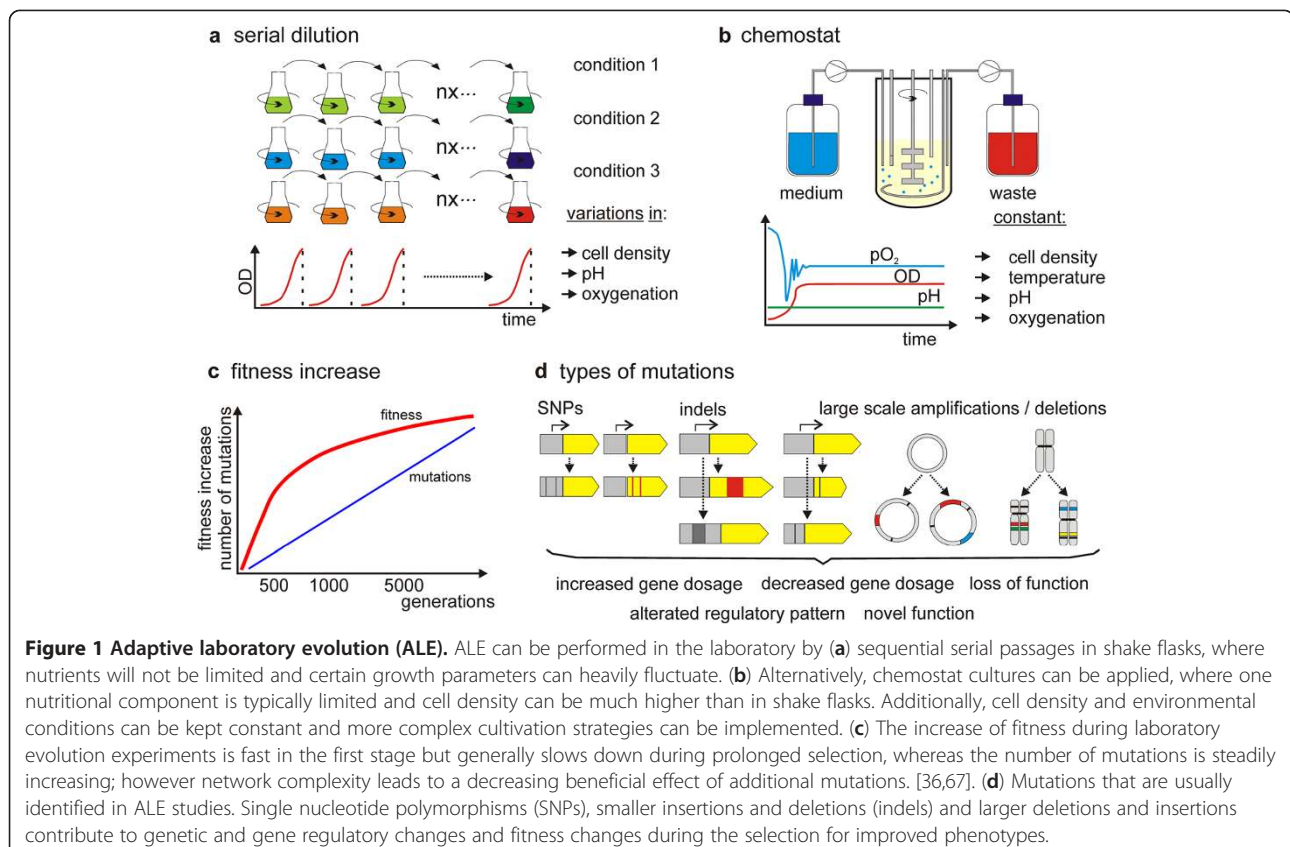 a serial dilution
condition 1
nx...
condition 2
nx...
condition 3
nx...
variations in:
cell density
pH
oxygenation
OD
time
b chemostat
medium
waste
constant:
cell density
temperature
pH
oxygenation
pO2
OD
pH
time
c fitness increase
fitness increase
number of mutations
fitness
mutations
500 1000 5000
generations
d types of mutations
SNPs indels large scale amplifications / deletions
increased gene dosage decreased gene dosage loss of function
alterated regulatory pattern novel function
Figure 1 Adaptive laboratory evolution (ALE). ALE can be performed in the laboratory by (a) sequential serial passages in shake flasks, where
nutrients will not be limited and certain growth parameters can heavily fluctuate. (b) Alternatively, chemostat cultures can be applied, where one
nutritional component is typically limited and cell density can be much higher than in shake flasks. Additionally, cell density and environmental
conditions can be kept constant and more complex cultivation strategies can be implemented. (c) The increase of fitness during laboratory
evolution experiments is fast in the first stage but generally slows down during prolonged selection, whereas the number of mutations is steadily
increasing; however network complexity leads to a decreasing beneficial effect of additional mutations. [36,67]. (d) Mutations that are usually
identified in ALE studies. Single nucleotide polymorphisms (SNPs), smaller insertions and deletions (indels) and larger deletions and insertions
contribute to genetic and gene regulatory changes and fitness changes during the selection for improved phenotypes.